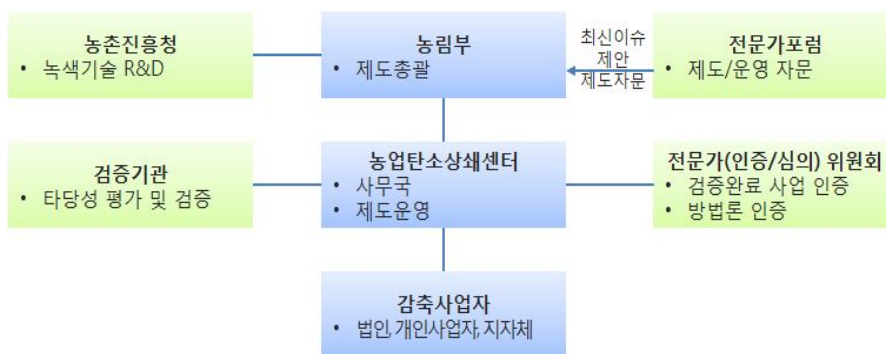 농촌진흥청
• 녹색기술 R&D
농림부
• 제도총괄
최신이슈
제안
제도자문
전문가포럼
• 제도/운영 자문
검증기관
• 타당성 평가 및 검증
농업탄소상쇄센터
• 사무국
• 제도운영
전문가(인증/심의) 위원회
• 검증완료 사업 인증
• 방법론 인증
감축사업자
• 법인, 개인사업자, 지자체